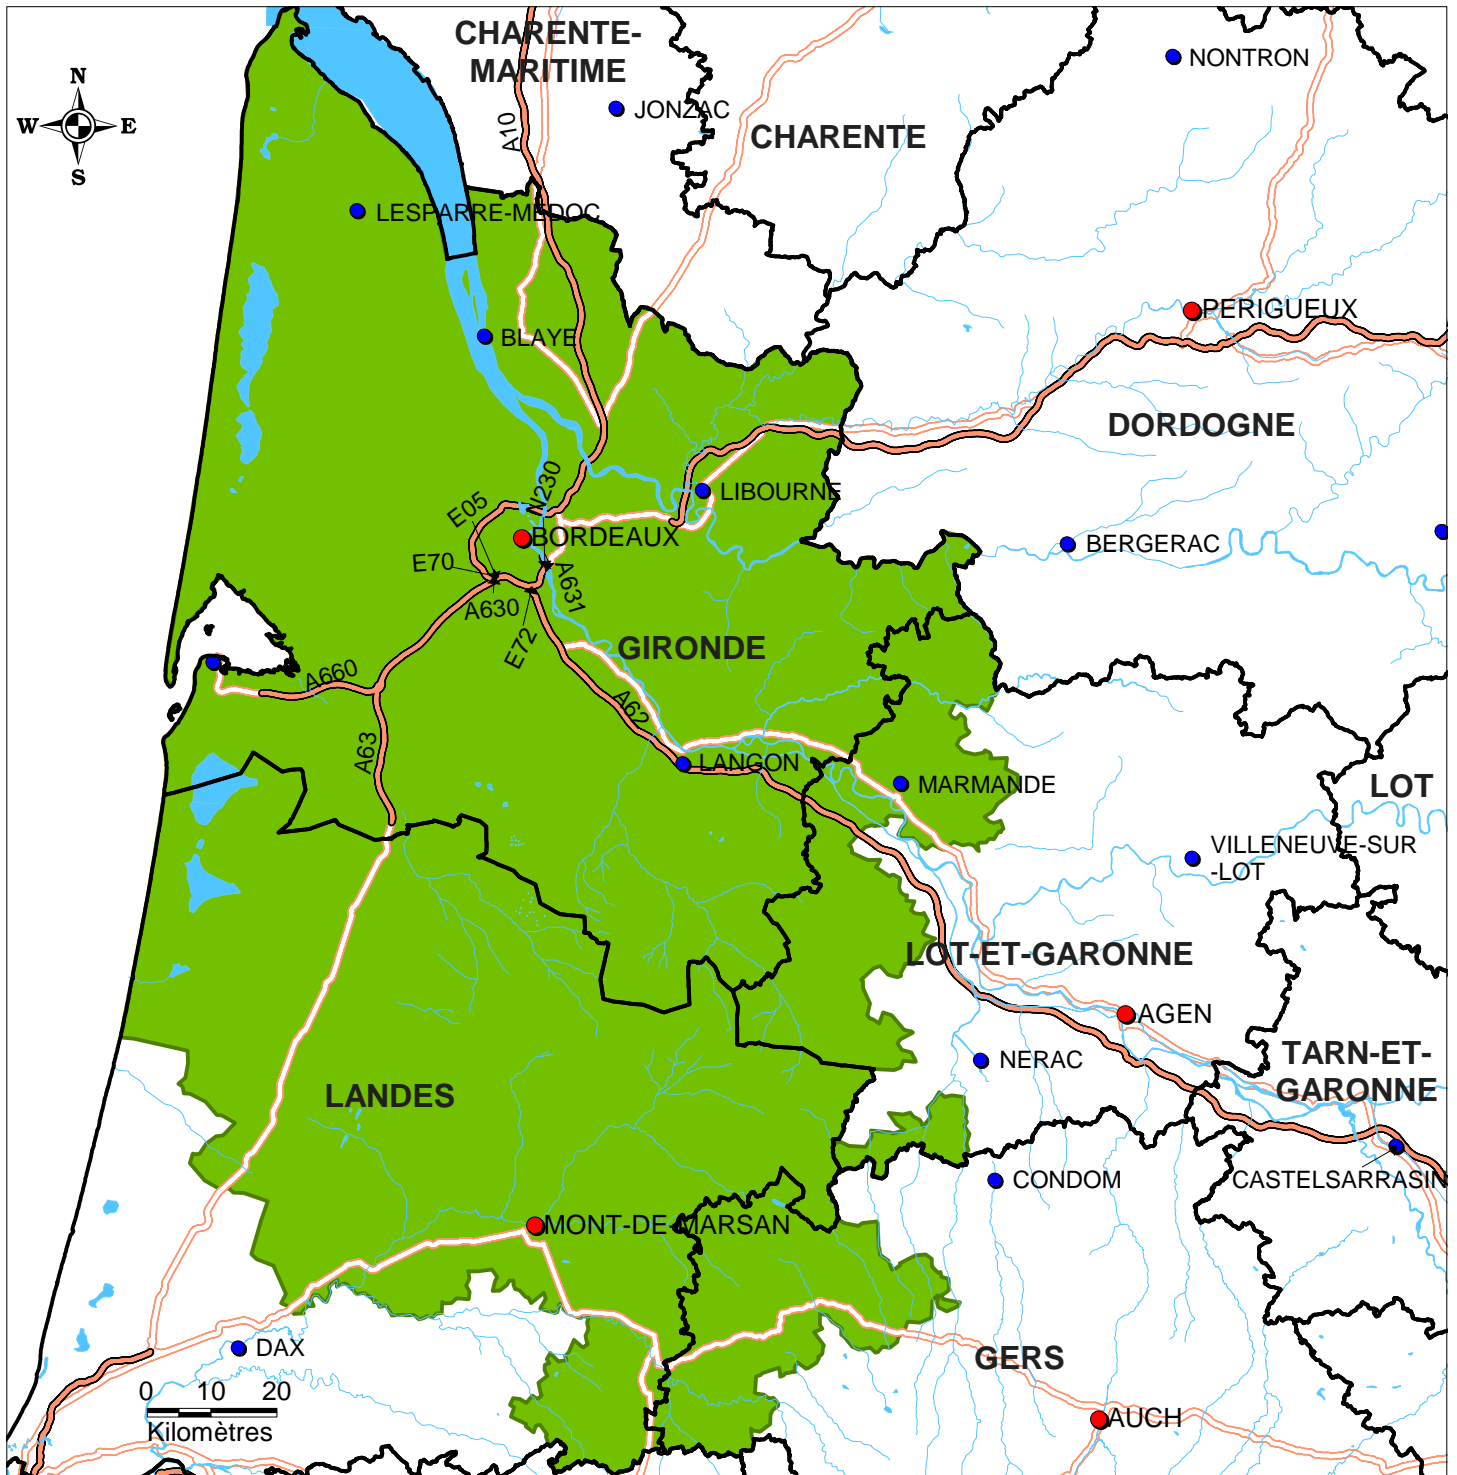 CHARENTE-
MARITIME
NONTRON
N
W E
S
JONZAC
A10
CHARENTE
LESPARRE-MEDOC
PERIGUEUX
BLAYE
DORDOGNE
N230
LIBOURNE
E05
BORDEAUX
BERGERAC
E70
A631
A630
E72
GIRONDE
A660
A62
A63
LANGON
MARMANDE
LOT
VILLENEUVE-SUR
-LOT
LOT-ET-GARONNE
AGEN
NERAC
TARN-ET-
GARONNE
LANDES
CONDOM
CASTELSARRASIN
MONT-DE-MARSAN
DAX
GERS
0 10 20
Kilomètres
AUCH